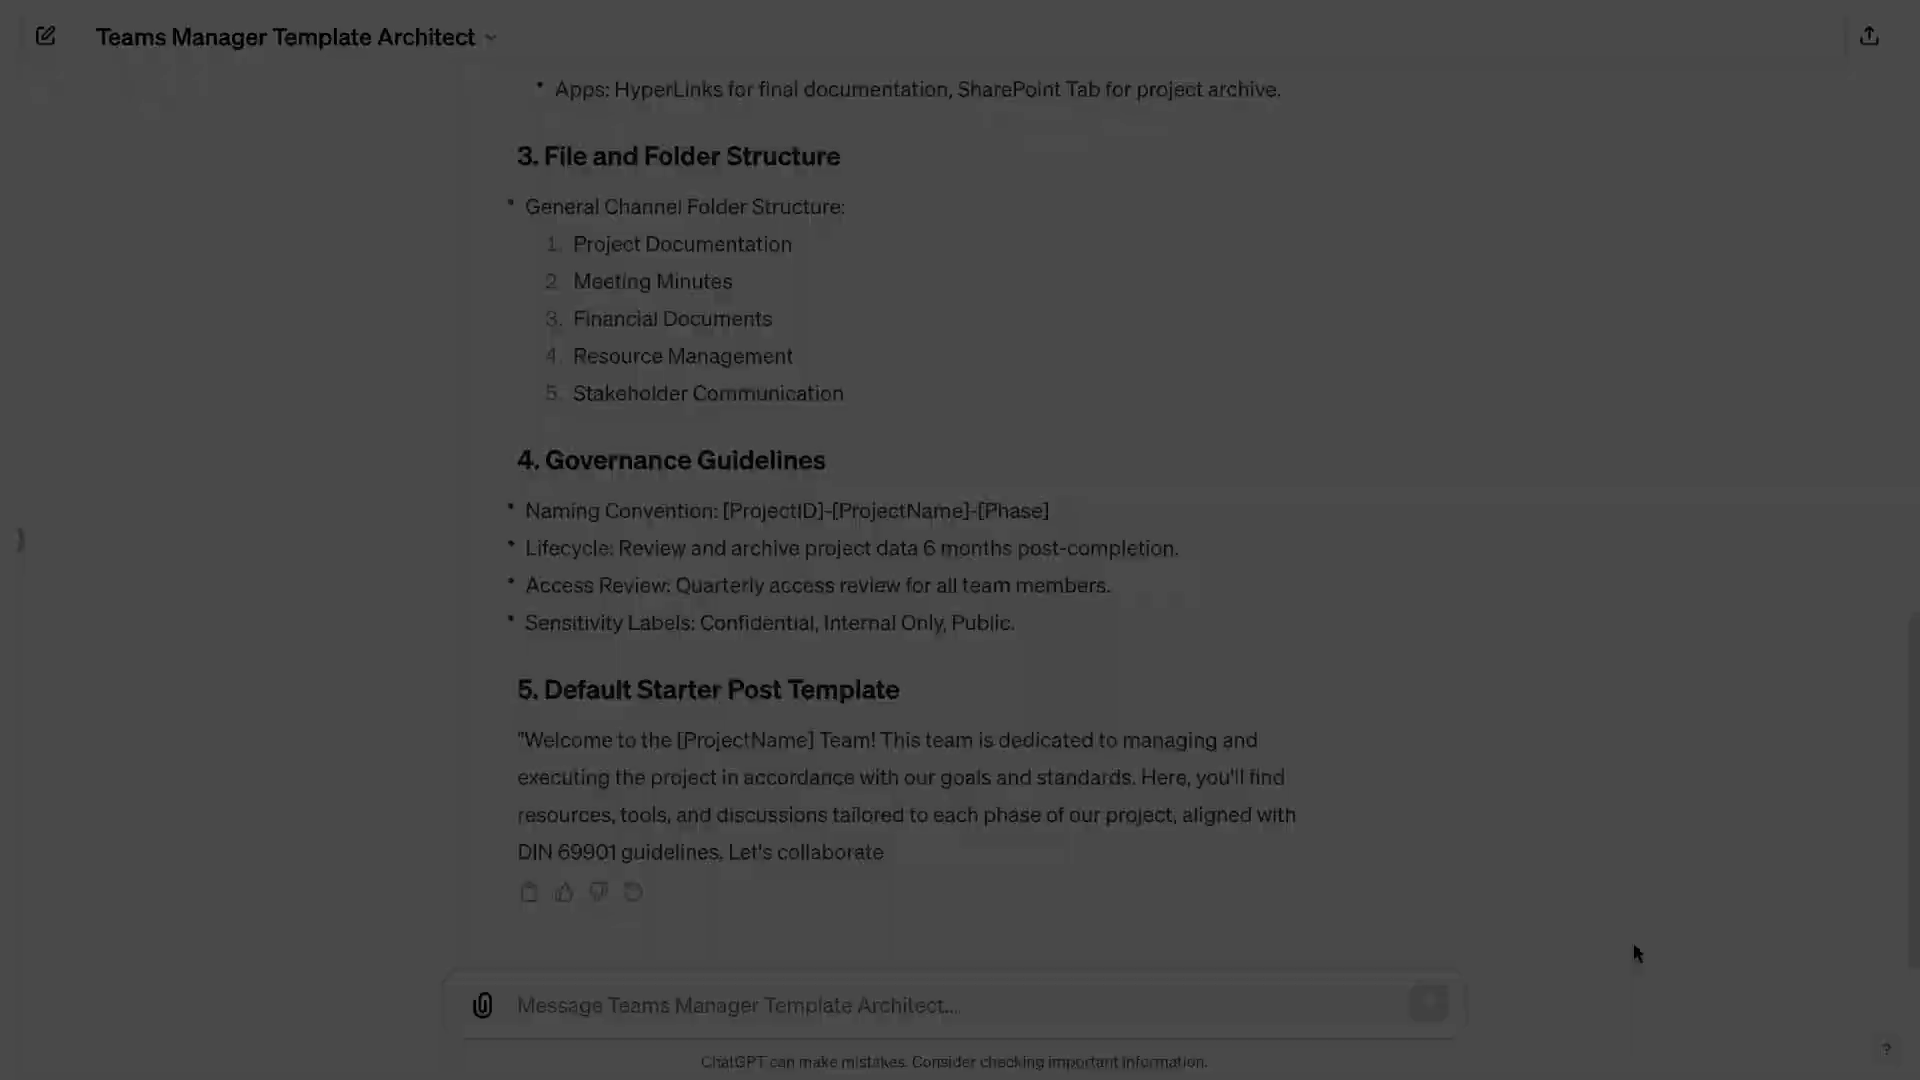 Teams Manager Template Architect
• Apps: HyperLinks for final documentation, SharePoint Tab for project archive.
3. File and Folder Structure
• General Channel Folder Structure:
1. Project Documentation
2. Meeting Minutes
3. Financial Documents
4. Resource Management
5. Stakeholder Communication
4. Governance Guidelines
• Naming Convention: [ProjectID]-[ProjectName]-[Phase]
• Lifecycle: Review and archive project data 6 months post-completion.
• Access Review: Quarterly access review for all team members.
• Sensitivity Labels: Confidential, Internal Only, Public.
5. Default Starter Post Template
"Welcome to the [ProjectName] Team! This team is dedicated to managing and
executing the project in accordance with our goals and standards. Here, you'll find
resources, tools, and discussions tailored to each phase of our project, aligned with
DIN 69901 guidelines. Let's collaborate
Message Teams Manager Template Architect...
ChatGPT can make mistakes. Consider checking important information.
?